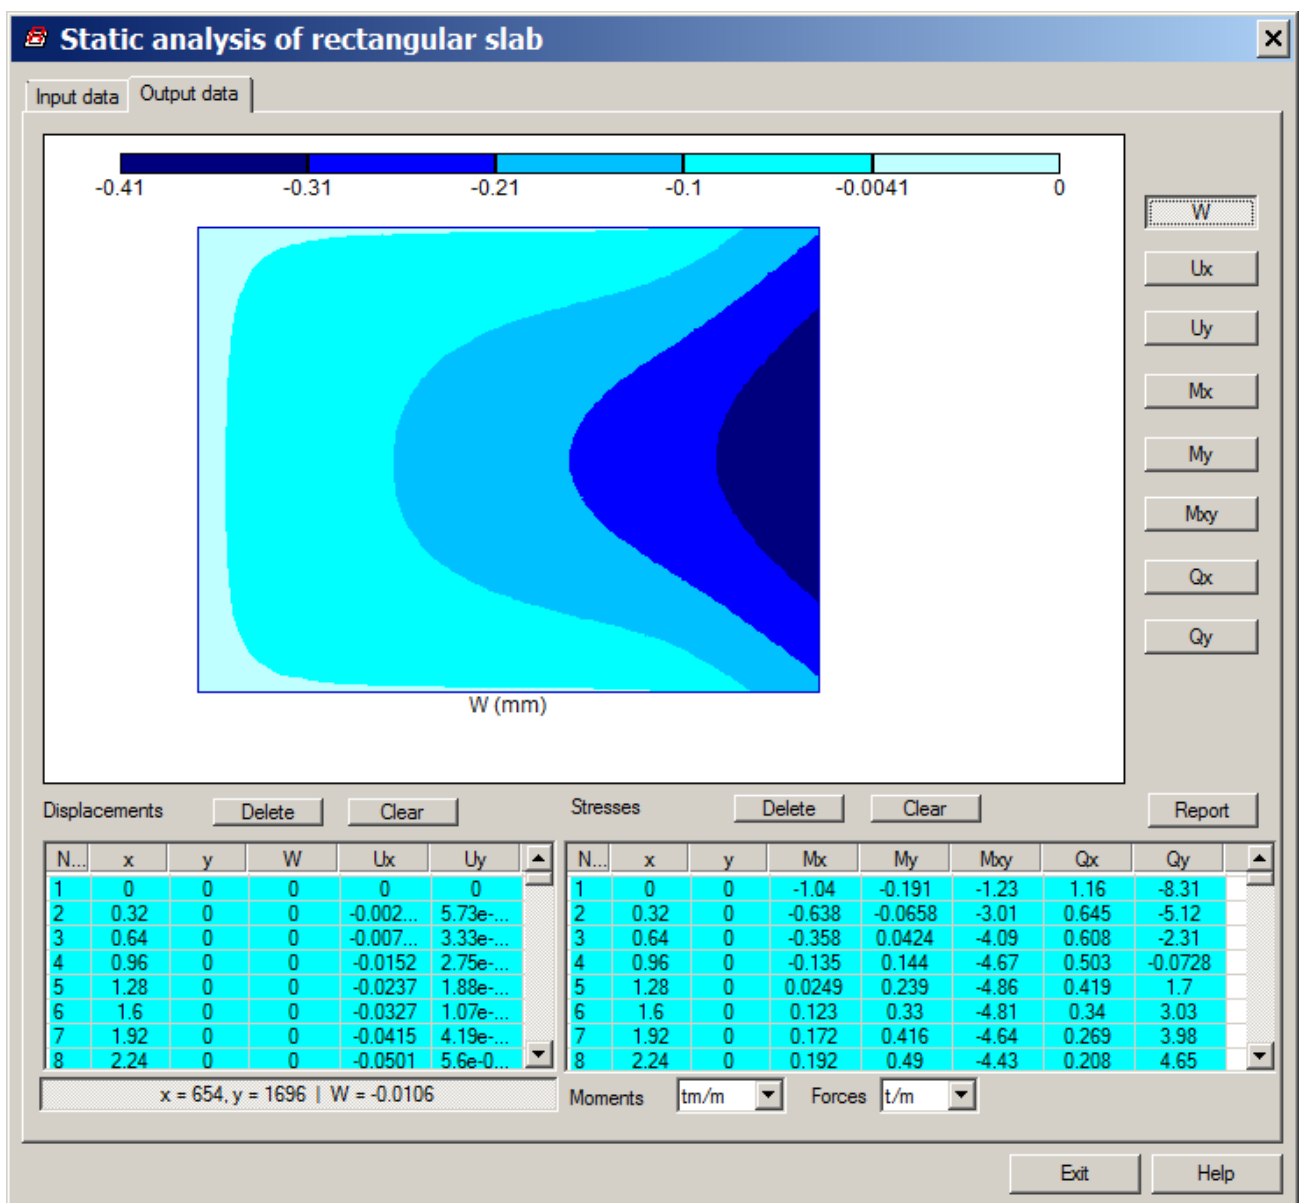 Static analysis of rectangular slab
Input data Output data
-0.41 -0.31 -0.21 -0.1 -0.0041 0
W
Ux
Uy
Mx
My
Mxy
Qx
Qy
W (mm)
Displacements Delete Clear Stresses Delete Clear Report
N... x y W Ux Uy N... x y Mx My Mxy Qx Qy
1 0 0 0 0 0 1 0 0 -1.04 -0.191 -1.23 1.16 -8.31
2 0.32 0 0 -0.002... 5.73e-... 2 0.32 0 -0.638 -0.0658 -3.01 0.645 -5.12
3 0.64 0 0 -0.007... 3.33e-... 3 0.64 0 -0.358 0.0424 -4.09 0.608 -2.31
4 0.96 0 0 -0.0152 2.75e-... 4 0.96 0 -0.135 0.144 -4.67 0.503 -0.0728
5 1.28 0 0 -0.0237 1.88e-... 5 1.28 0 0.0249 0.239 -4.86 0.419 1.7
6 1.6 0 0 -0.0327 1.07e-... 6 1.6 0 0.123 0.33 -4.81 0.34 3.03
7 1.92 0 0 -0.0415 4.19e-... 7 1.92 0 0.172 0.416 -4.64 0.269 3.98
8 2.24 0 0 -0.0501 5.6e-0... 8 2.24 0 0.192 0.49 -4.43 0.208 4.65
x = 654, y = 1696 | W = -0.0106
Moments tm/m Forces t/m
Exit Help